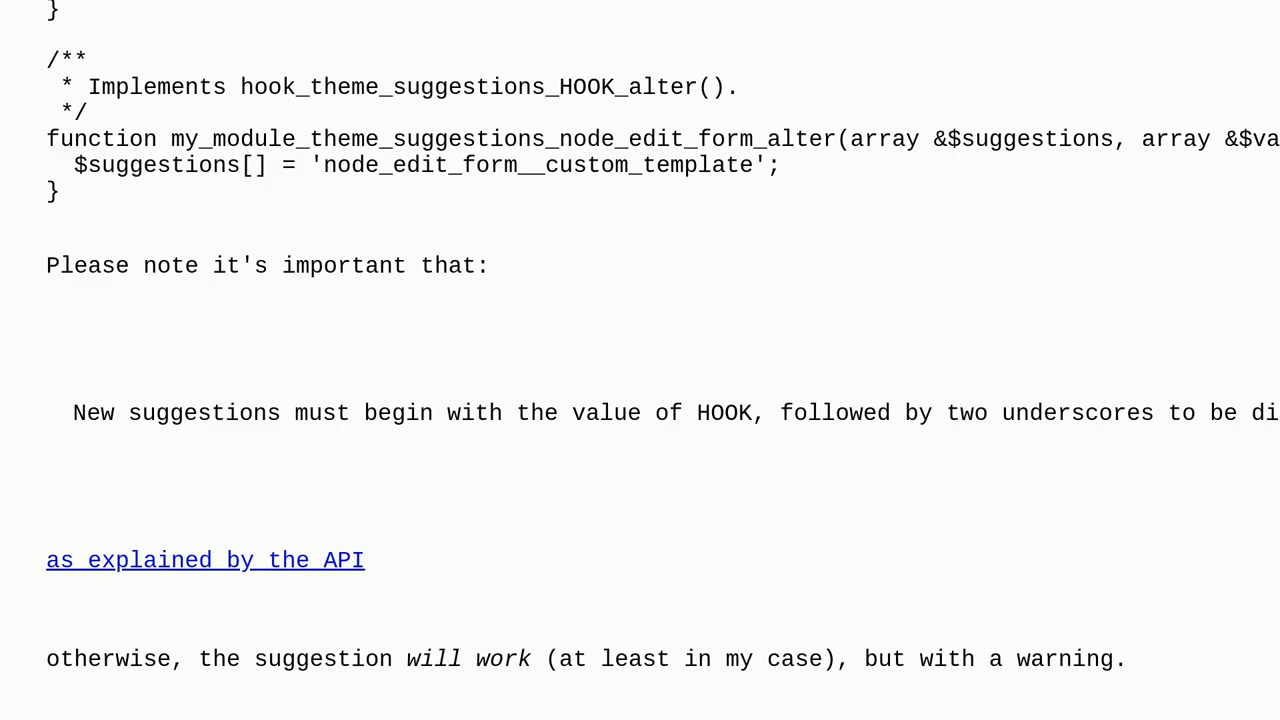 }
/**
 * Implements hook_theme_suggestions_HOOK_alter().
 */
function my_module_theme_suggestions_node_edit_form_alter(array &$suggestions, array &$va
  $suggestions[] = 'node_edit_form__custom_template';
}
Please note it's important that:
New suggestions must begin with the value of HOOK, followed by two underscores to be di
as explained by the API
otherwise, the suggestion will work (at least in my case), but with a warning.